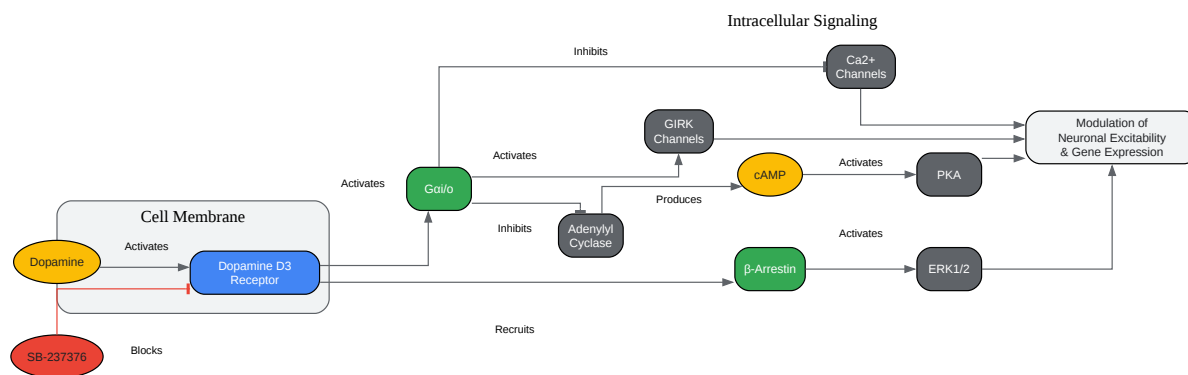 Intracellular Signaling
Inhibits
Ca2+
Channels
GIRK
Channels
Modulation of
Neuronal Excitability
& Gene Expression
Activates
Activates
Activates
Gαi/o
cAMP
PKA
Produces
Cell Membrane
Inhibits
Adenylyl
Cyclase
Activates
Activates
Dopamine
Dopamine D3
Receptor
β-Arrestin
ERK1/2
Recruits
Blocks
SB-237376